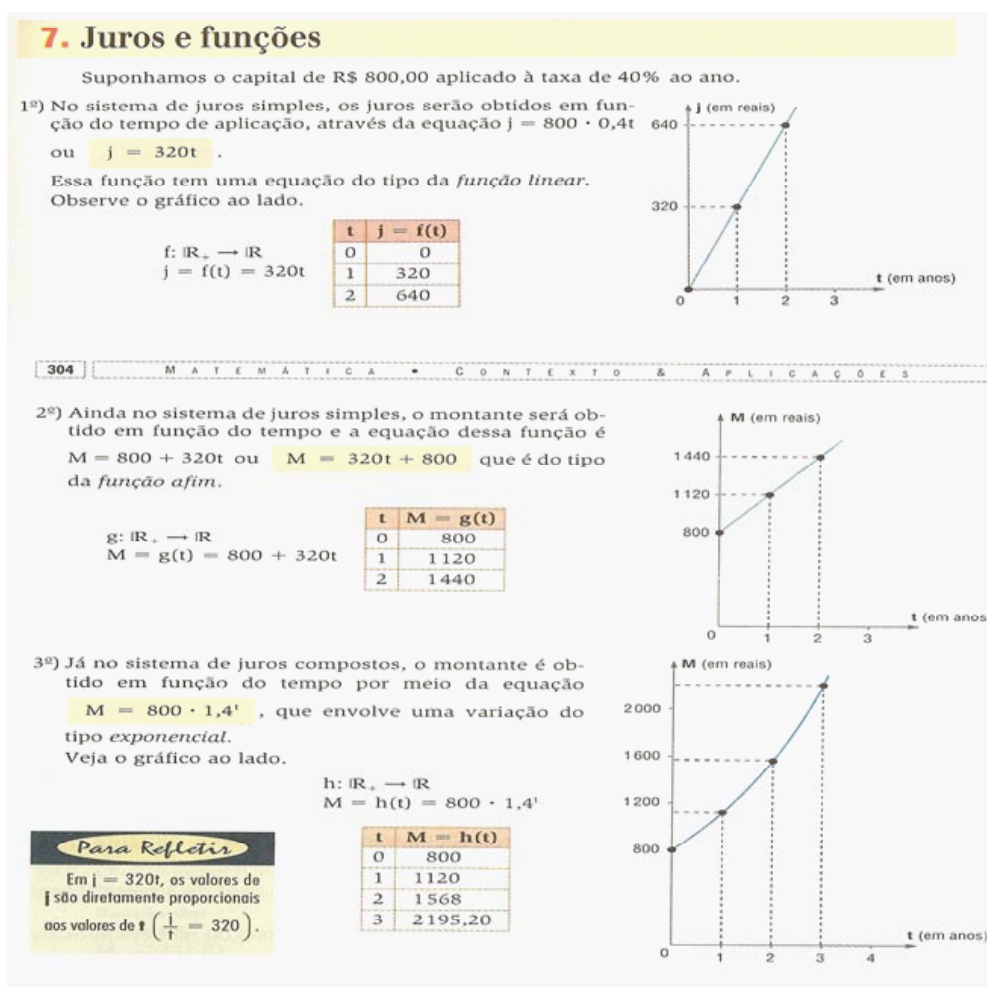 7. Juros e funções
Suponhamos o capital de R$ 800,00 aplicado à taxa de 40% ao ano.
1º) No sistema de juros simples, os juros serão obtidos em fun-
ção do tempo de aplicação, através da equação j = 800 · 0,4t
ou j = 320t .
Essa função tem uma equação do tipo da função linear.
Observe o gráfico ao lado.
f: ℝ₊ → ℝ
j = f(t) = 320t
t j = f(t)
0 0
1 320
2 640
j (em reais)
640
320
t (em anos)
0 1 2 3
304 MATEMÁTICA • CONTEXTO & APLICAÇÕES
2º) Ainda no sistema de juros simples, o montante será ob-
tido em função do tempo e a equação dessa função é
M = 800 + 320t ou M = 320t + 800 que é do tipo
da função afim.
g: ℝ₊ → ℝ
M = g(t) = 800 + 320t
t M = g(t)
0 800
1 1120
2 1440
M (em reais)
1440
1120
800
t (em anos
0 1 2 3
3º) Já no sistema de juros compostos, o montante é ob-
tido em função do tempo por meio da equação
M = 800 · 1,4ᵗ , que envolve uma variação do
tipo exponencial.
Veja o gráfico ao lado.
h: ℝ₊ → ℝ
M = h(t) = 800 · 1,4ᵗ
t M = h(t)
0 800
1 1120
2 1568
3 2195,20
M (em reais)
2000
1600
1200
800
t (em anos)
0 1 2 3 4
Para Refletir
Em j = 320t, os valores de
j são diretamente proporcionais
aos valores de t (j/t = 320).